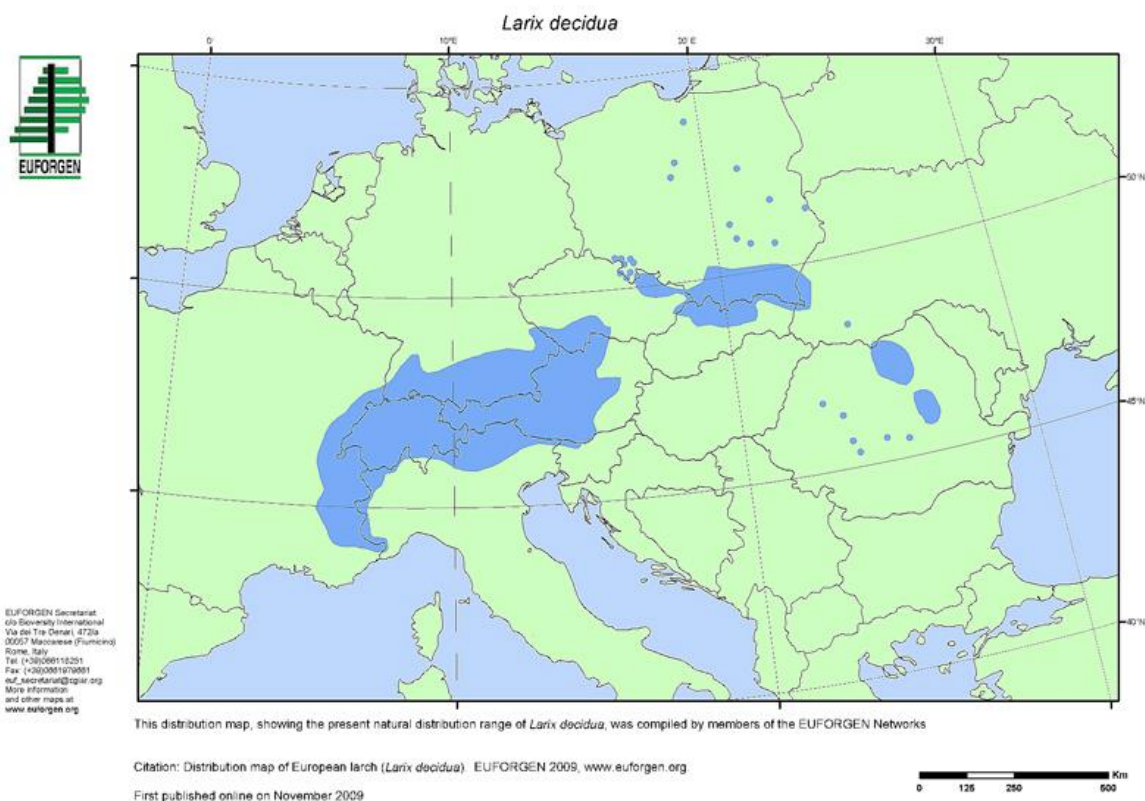 Larix decidua
0°
10°E
20°E
30°E
EUFORGEN
50°N
45°N
40°N
EUFORGEN Secretariat
c/o Bioversity International
Via dei Tre Denari, 472/a
00057 Maccarese (Fiumicino)
Rome, Italy
Tel. (+39)066118251
Fax: (+39)0661979661
euf_secretariat@cgiar.org
More information
and other maps at
www.euforgen.org
This distribution map, showing the present natural distribution range of Larix decidua, was compiled by members of the EUFORGEN Networks
Citation: Distribution map of European larch (Larix decidua) EUFORGEN 2009, www.euforgen.org
First published online on November 2009
Km
0 125 250 500